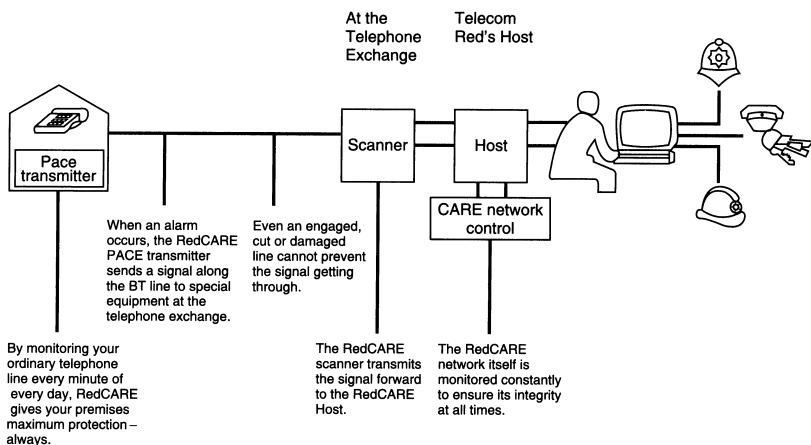 At the
Telephone
Exchange
Telecom
Red's Host
Pace
transmitter
Scanner
Host
CARE network
control
When an alarm
occurs, the RedCARE
PACE transmitter
sends a signal along
the BT line to special
equipment at the
telephone exchange.
Even an engaged,
cut or damaged
line cannot prevent
the signal getting
through.
By monitoring your
ordinary telephone
line every minute of
every day, RedCARE
gives your premises
maximum protection –
always.
The RedCARE
scanner transmits
the signal forward
to the RedCARE
Host.
The RedCARE
network itself is
monitored constantly
to ensure its integrity
at all times.